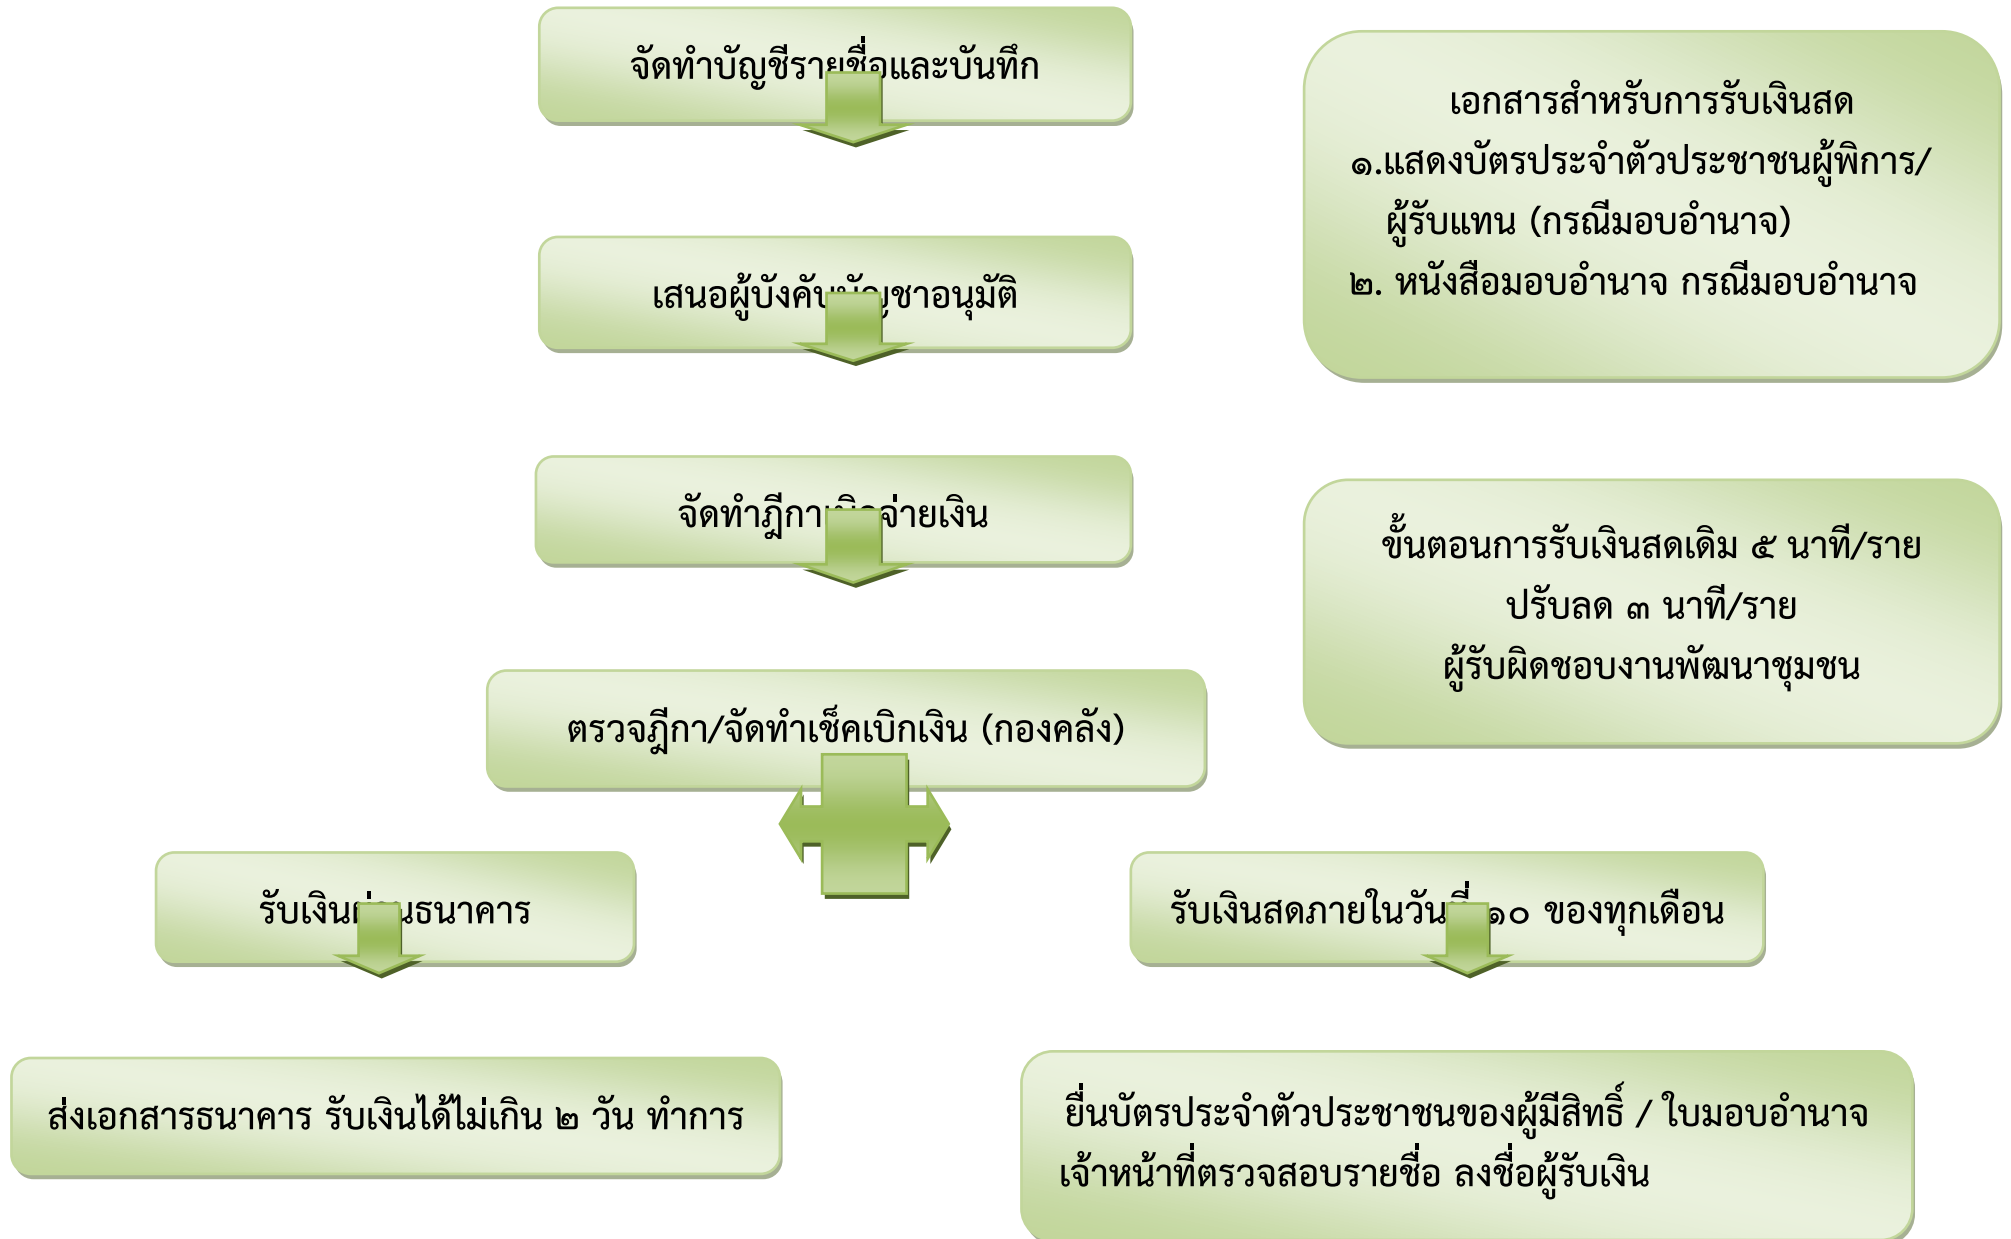 จัดทำบัญชีรายชื่อและบันทึก
เสนอผู้บังคับบัญชาอนุมัติ
จัดทำฎีกาเบิกจ่ายเงิน
ตรวจฎีกา/จัดทำเช็คเบิกเงิน (กองคลัง)
รับเงินผ่านธนาคาร
ส่งเอกสารธนาคาร รับเงินได้ไม่เกิน ๒ วัน ทำการ
รับเงินสดภายในวันที่ ๑๐ ของทุกเดือน
ยื่นบัตรประจำตัวประชาชนของผู้มีสิทธิ์ / ใบมอบอำนาจ
เจ้าหน้าที่ตรวจสอบรายชื่อ ลงชื่อผู้รับเงิน
เอกสารสำหรับการรับเงินสด
๑.แสดงบัตรประจำตัวประชาชนผู้พิการ/
ผู้รับแทน (กรณีมอบอำนาจ)
๒. หนังสือมอบอำนาจ กรณีมอบอำนาจ
ขั้นตอนการรับเงินสดเดิม ๕ นาที/ราย
ปรับลด ๓ นาที/ราย
ผู้รับผิดชอบงานพัฒนาชุมชน